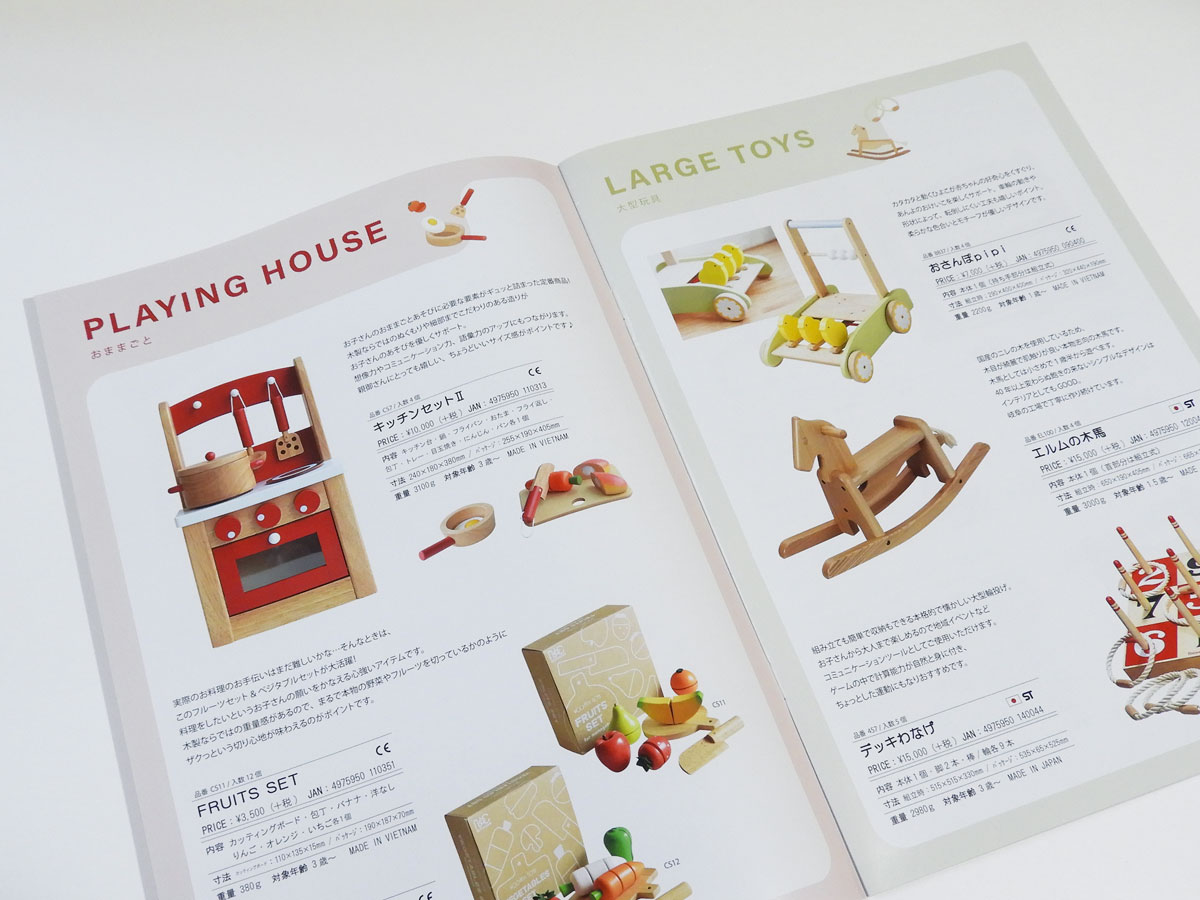 PLAYING HOUSE
おままごと
お子さんのおままごとあそびに必要な要素がギュッと詰まった定番商品!
木製ならではのぬくもりや細部までこだわりのある造りが
お子さんのあそびを優しくサポート。
想像力やコミュニケーション力、語彙力のアップにもつながります。
親御さんにとっても嬉しい、ちょうどいいサイズ感がポイントです♪
品番 CS7 / 入数 4 個
CE
キッチンセットⅡ
PRICE : ¥10,000 (+税) JAN : 4975950 110313
内容 キッチン台・鍋・フライパン・おたま・フライ返し・
包丁・トレー・目玉焼き・にんじん・パン各1個
寸法 240×180×380mm / パッケージ : 255×190×405mm
重量 3100g 対象年齢 3歳〜 MADE IN VIETNAM
実際のお料理のお手伝いはまだ難しいかな…そんなときは、
このフルーツセット&ベジタブルセットが大活躍!
料理をしたいというお子さんの願いをかなえる心強いアイテムです。
木製ならではの重量感があるので、まるで本物の野菜やフルーツを切っているかのように
ザクっという切り心地が味わえるのがポイントです。
品番 CS11 / 入数 12 個
CE
FRUITS SET
PRICE : ¥3,500 (+税) JAN : 4975950 110351
内容 カッティングボード・包丁・バナナ・洋なし
りんご・オレンジ・いちご各1個
寸法 カッティングボード : 110×135×15mm / パッケージ : 190×187×70mm
重量 380g 対象年齢 3歳〜 MADE IN VIETNAM
CE
FRUITS
SET
CS11
VEGETABLES
CS12
LARGE TOYS
大型玩具
カタカタと動くひよこが赤ちゃんの好奇心をくすぐり、
あんよのおけいこを楽しくサポート。車輪の動きや
形状によって、転倒しにくい工夫も嬉しいポイント。
柔らかな色合いとモチーフが優しいデザインです。
品番 BB37 / 入数 4 個
CE
おさんぽpipi
PRICE : ¥7,000 (+税) JAN : 4975950 090400
内容 本体1個 (持ち手部分は組立式)
寸法 組立時 : 290×400×400mm / パッケージ : 320×440×190mm
2200g 対象年齢 1歳〜 MADE IN VIETNAM
国産のニレの木を使用しているため、
木目が綺麗で肌触りが良い本物志向の木馬です。
木馬としては小さめで1歳半から遊べます。
40年以上変わらぬ飽きの来ないシンプルなデザインは
インテリアとしてもGOOD。
岐阜の工場で丁寧に作り続けています。
品番 EL100 / 入数 4 個
ST
エルムの木馬
PRICE : ¥15,000 (+税) JAN : 4975950 12004
内容 本体1個 (首部分は組立式)
寸法 組立時 : 650×190×405mm / パッケージ : 665×
重量 3000g 対象年齢 1.5歳〜 MADE
組み立ても簡単で収納もできる本格的で懐かしい大型輪投げ。
お子さんから大人まで楽しめるので地域イベントなど
コミュニケーションツールとしてご使用いただけます。
ゲームの中で計算能力が自然と身に付き、
ちょっとした運動にもなりおすすめです。
品番 457 / 入数 5 個
ST
デッキわなげ
PRICE : ¥15,000 (+税) JAN : 4975950 140044
内容 本体1個・脚2本・棒 / 輪各9本
寸法 組立時 : 515×515×330mm / パッケージ : 535×65×525mm
重量 2980g 対象年齢 3歳〜 MADE IN JAPAN